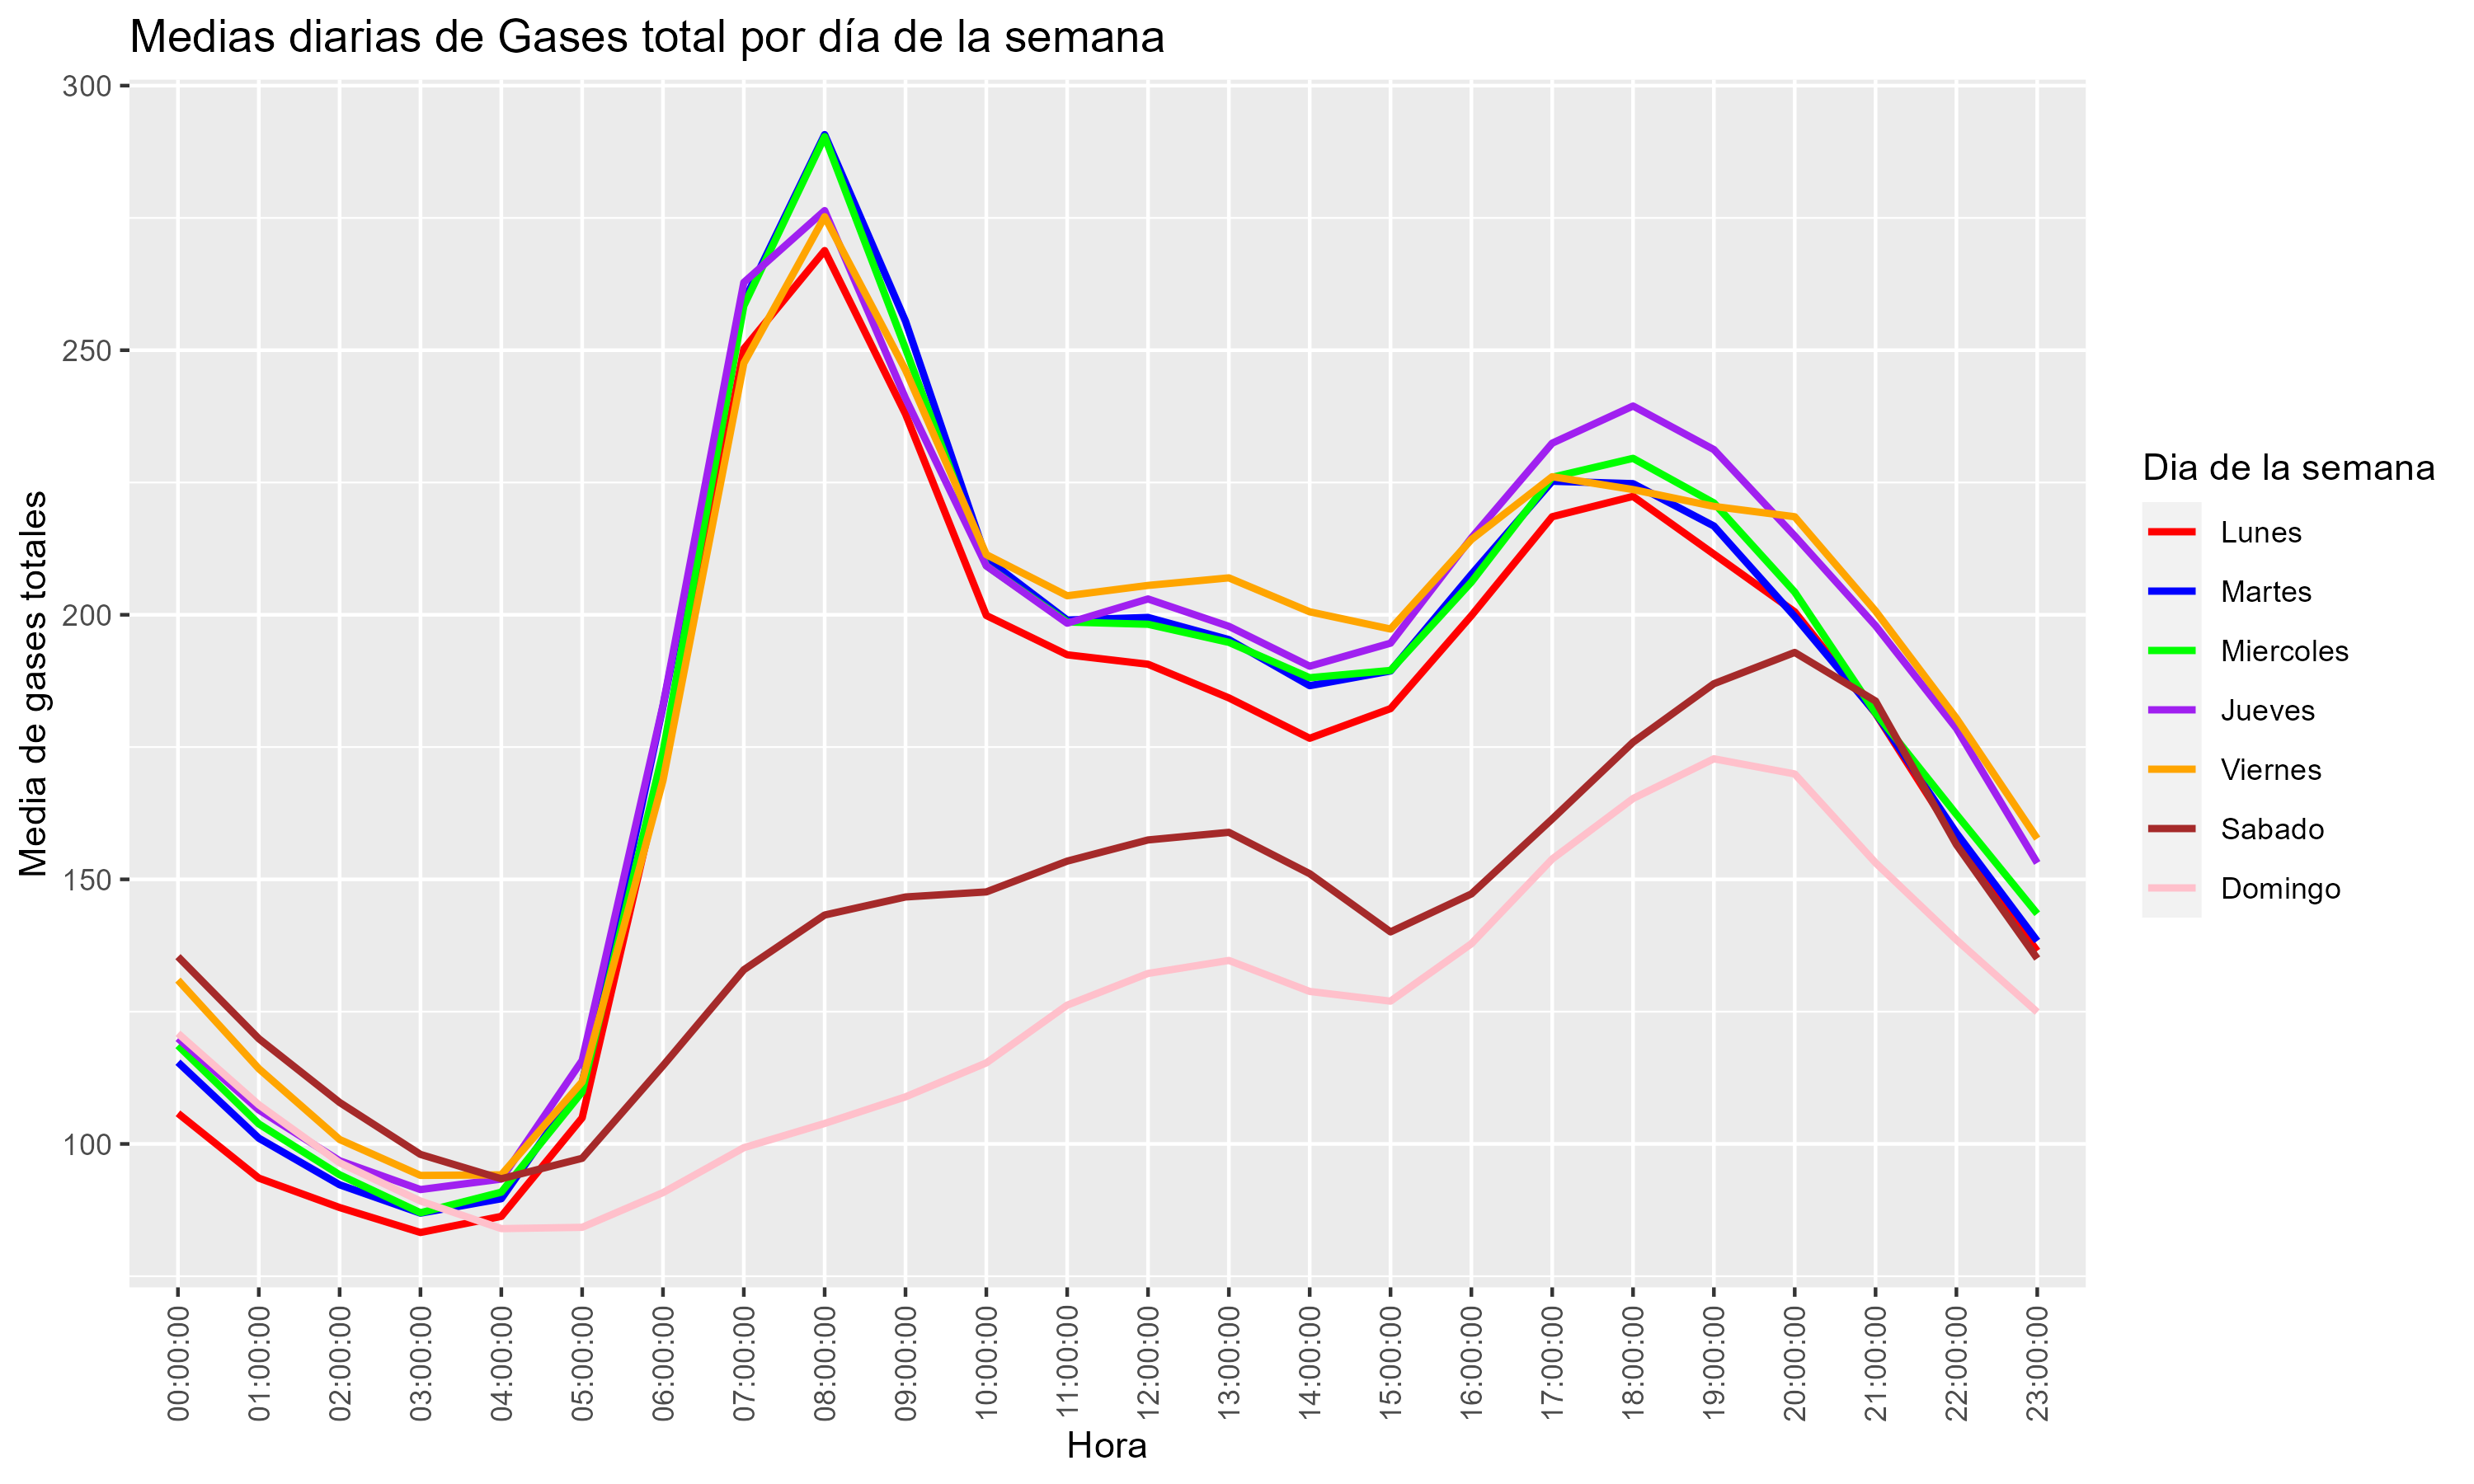 Medias diarias de Gases total por día de la semana
Media de gases totales
300
250
200
150
100
00:00:00
01:00:00
02:00:00
03:00:00
04:00:00
05:00:00
06:00:00
07:00:00
08:00:00
09:00:00
10:00:00
11:00:00
12:00:00
13:00:00
14:00:00
15:00:00
16:00:00
17:00:00
18:00:00
19:00:00
20:00:00
21:00:00
22:00:00
23:00:00
Hora
Dia de la semana
Lunes
Martes
Miercoles
Jueves
Viernes
Sabado
Domingo